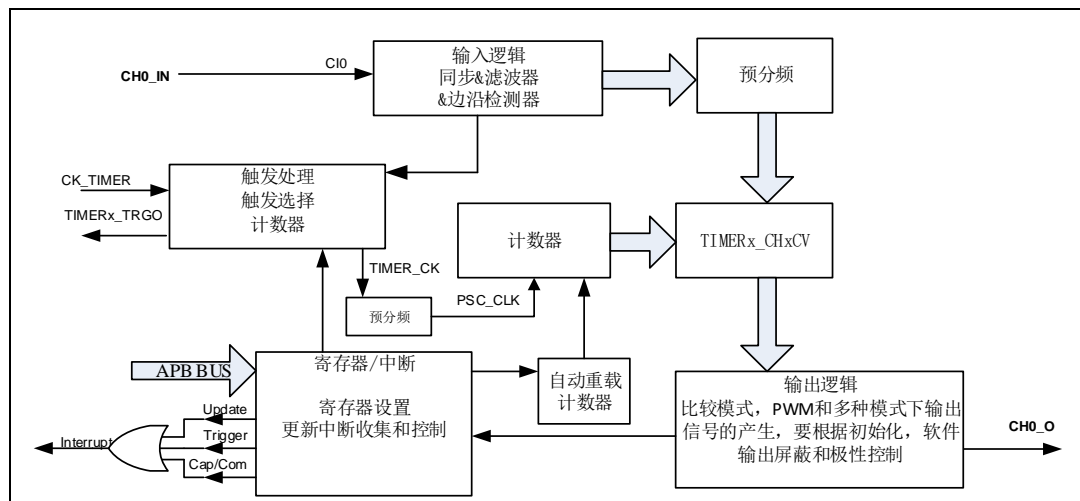 CH0_IN
CI0
输入逻辑
同步&滤波器
&边沿检测器
预分频
CK_TIMER
TIMERx_TRGO
触发处理
触发选择
计数器
计数器
TIMERx_CHxCV
TIMER_CK
预分频
PSC_CLK
APB BUS
寄存器/中断
寄存器设置
更新中断收集和控制
自动重载
计数器
输出逻辑
比较模式，PWM和多种模式下输出
信号的产生，要根据初始化，软件
输出屏蔽和极性控制
CH0_O
Update
Trigger
Cap/Com
Interrupt